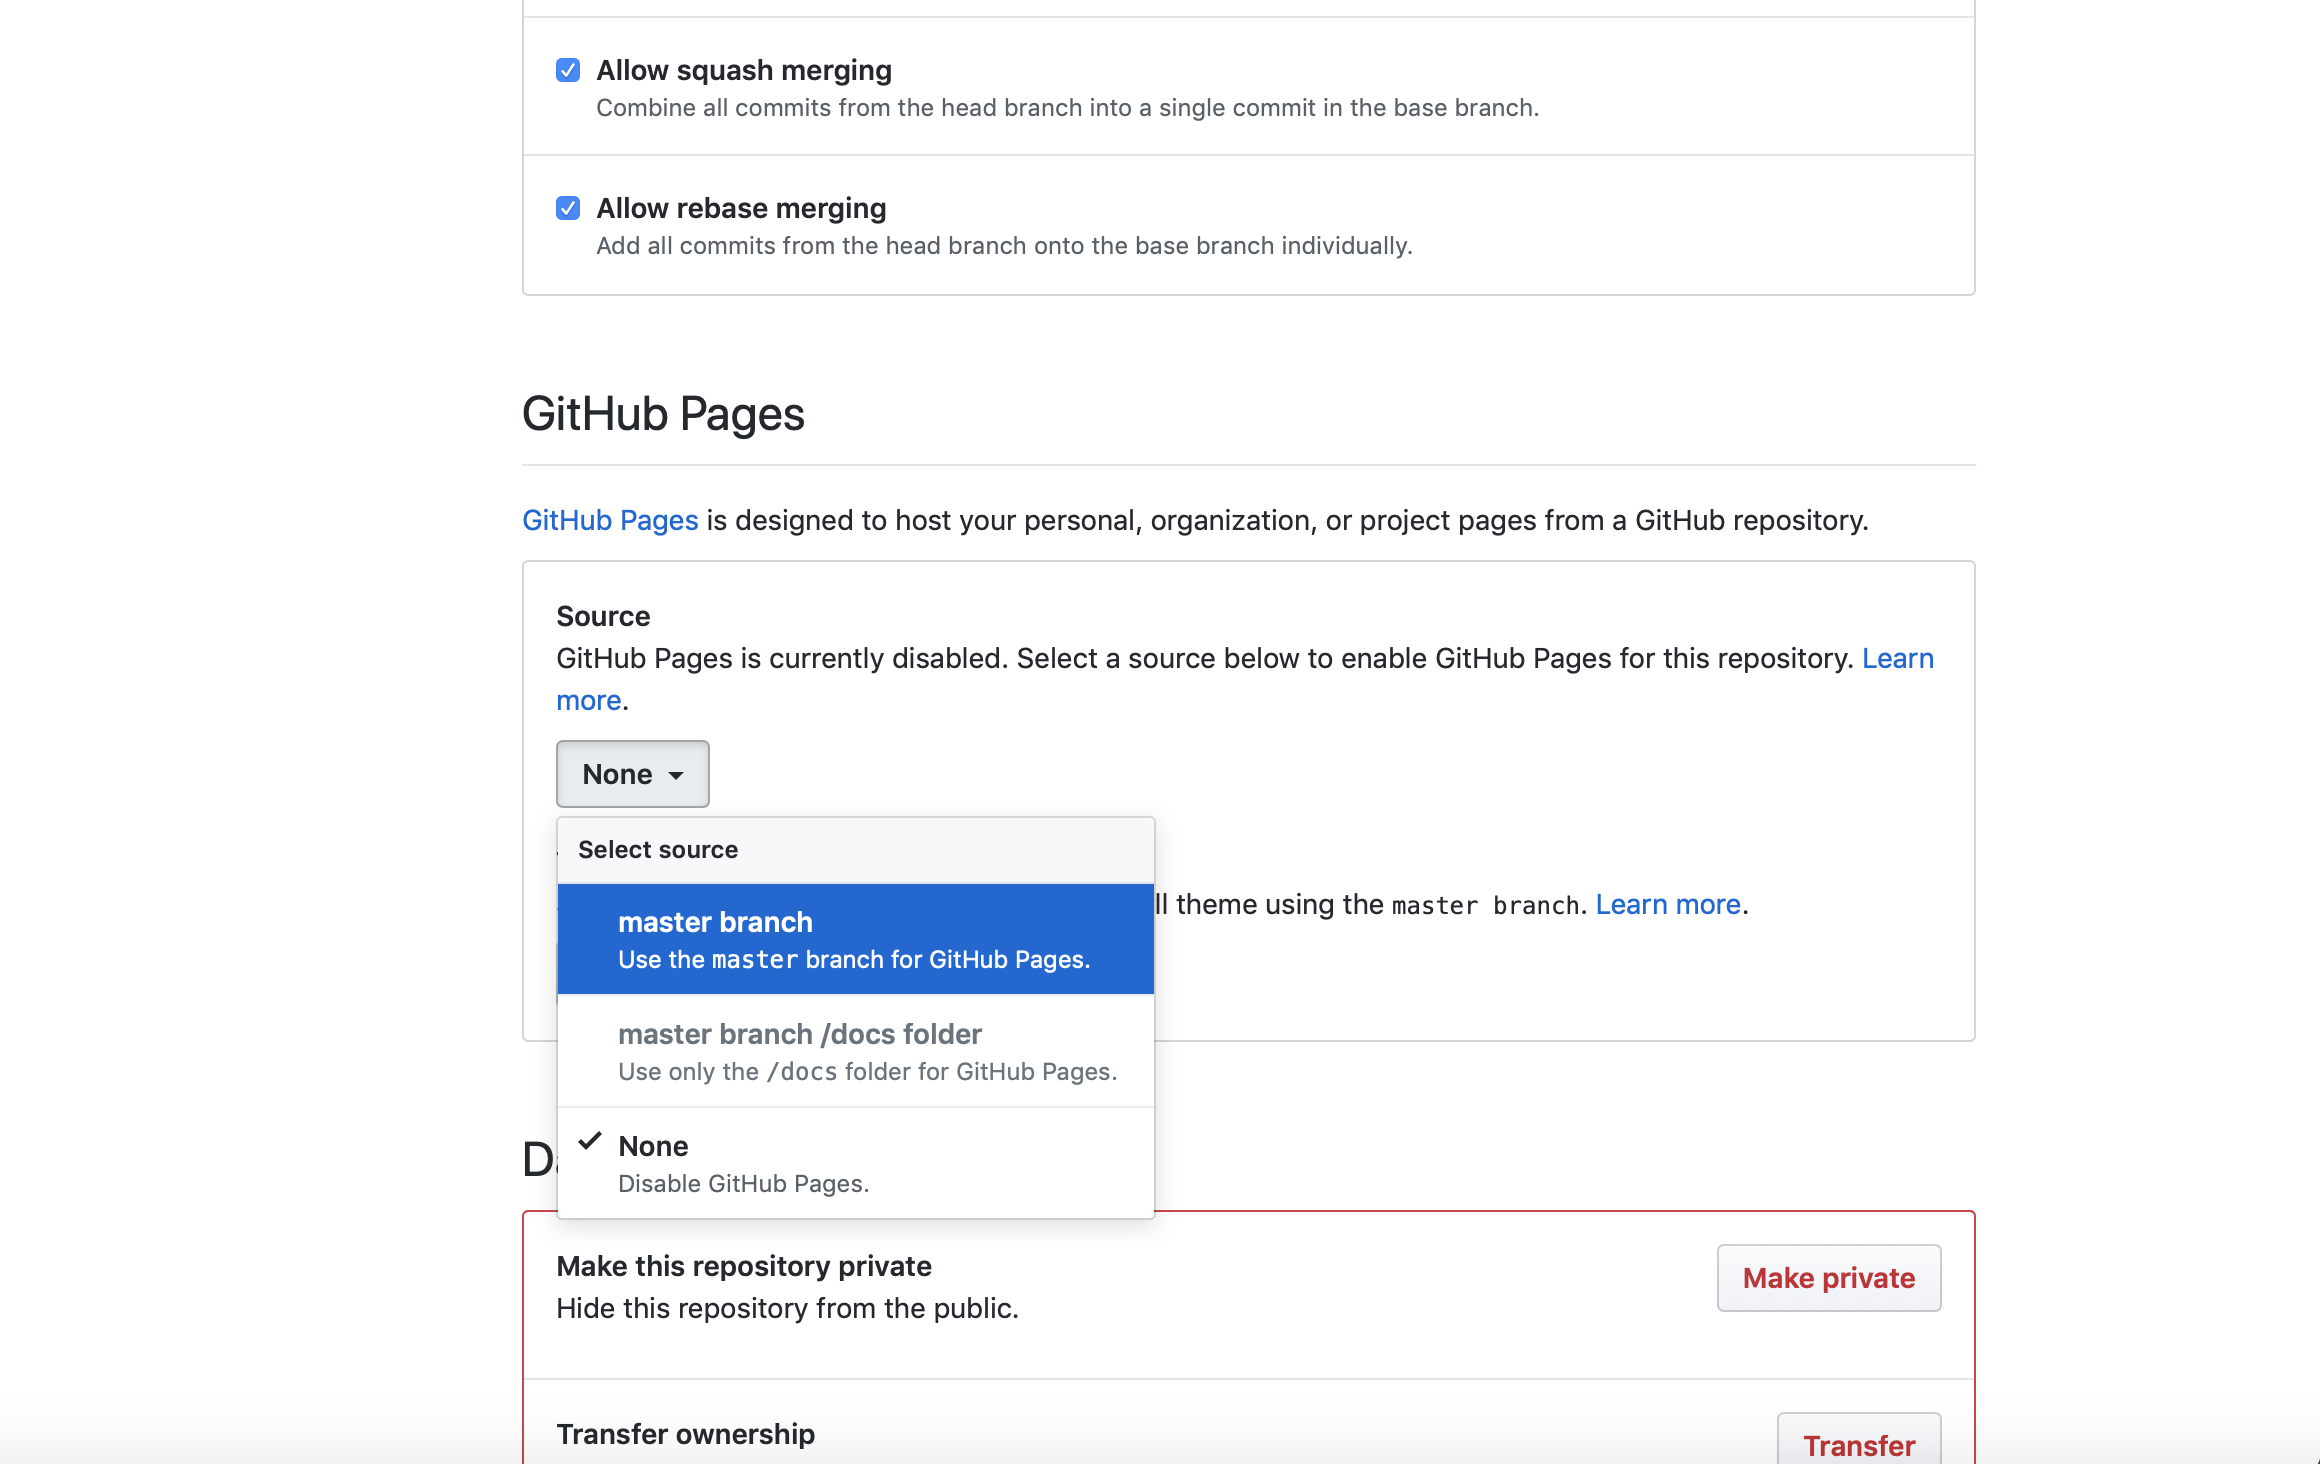 Allow squash merging
Combine all commits from the head branch into a single commit in the base branch.
Allow rebase merging
Add all commits from the head branch onto the base branch individually.
GitHub Pages
GitHub Pages is designed to host your personal, organization, or project pages from a GitHub repository.
Source
GitHub Pages is currently disabled. Select a source below to enable GitHub Pages for this repository. Learn
more.
None
Select source
master branch
Use the master branch for GitHub Pages.
theme using the master branch. Learn more.
master branch /docs folder
Use only the /docs folder for GitHub Pages.
None
Disable GitHub Pages.
Make this repository private
Hide this repository from the public.
Make private
Transfer ownership
Transfer